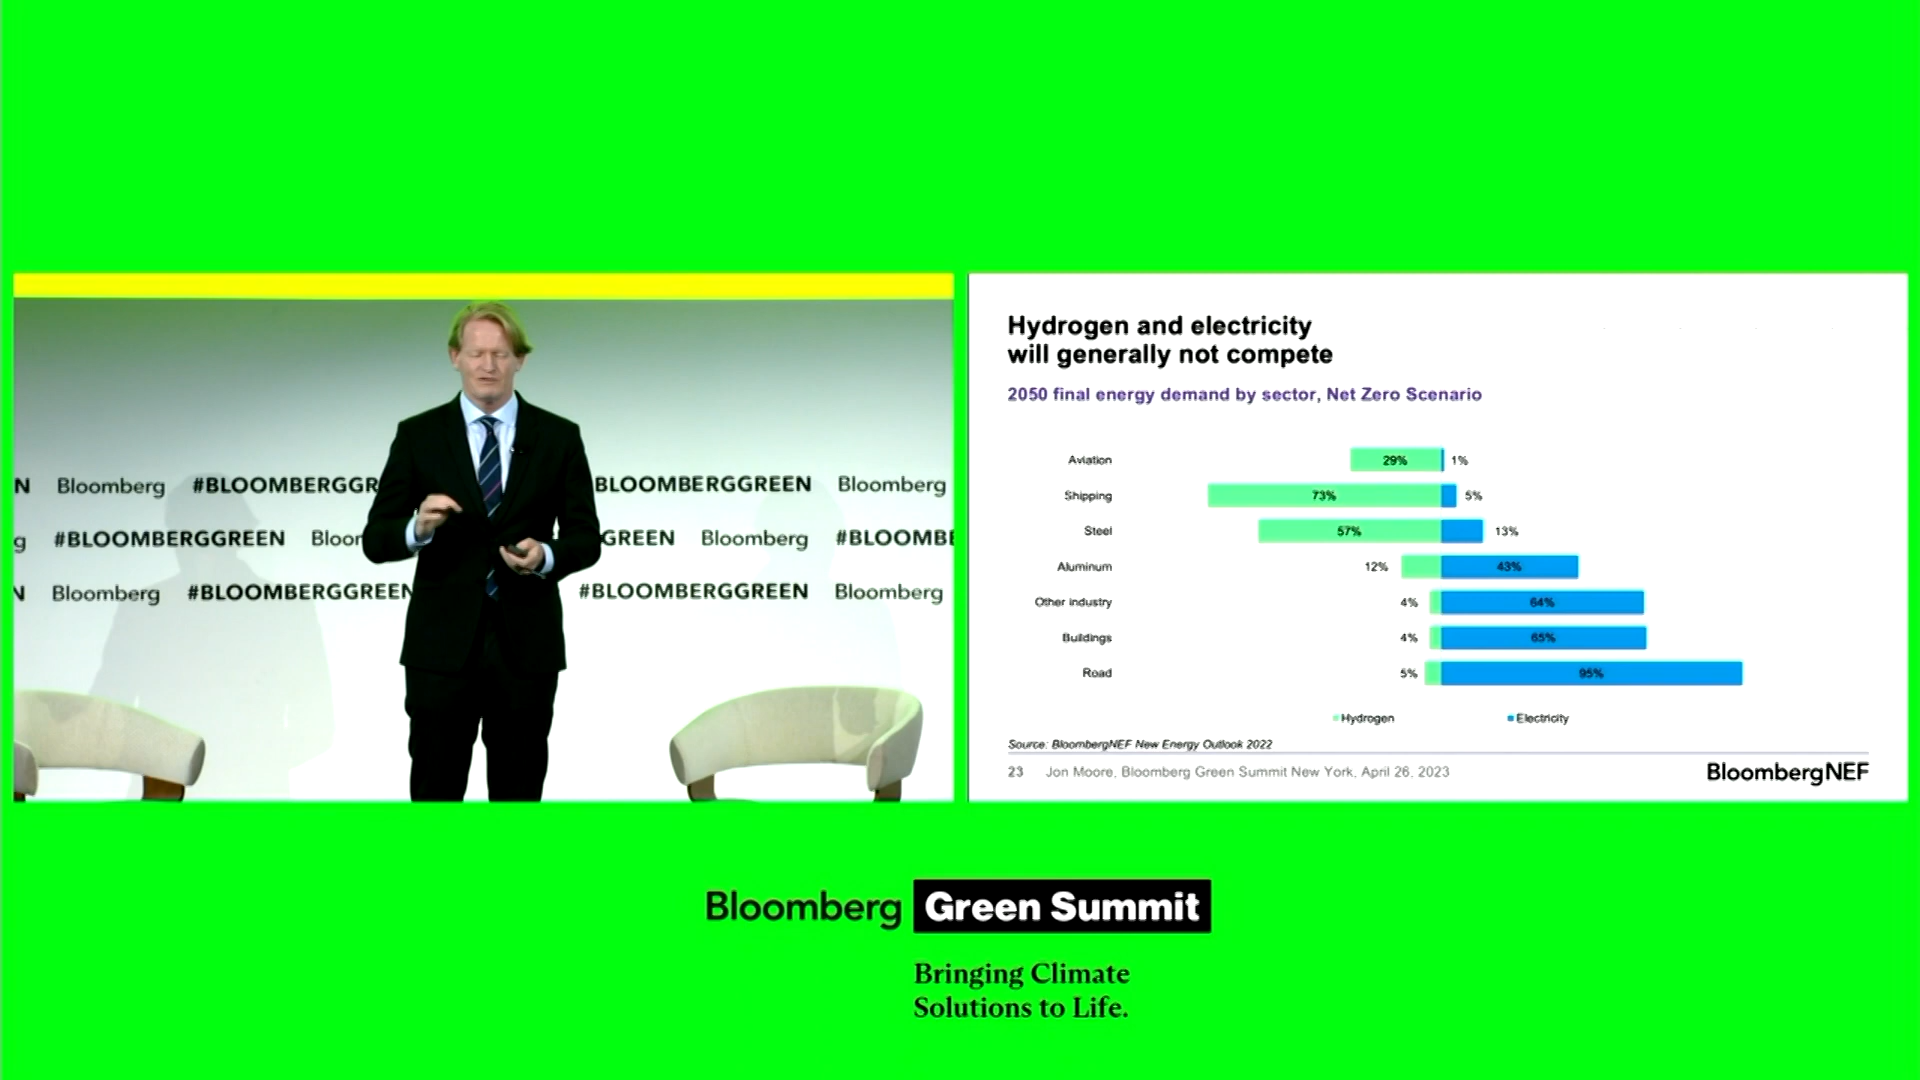 N Bloomberg #BLOOMBERGGR BLOOMBERGGREEN Bloomberg
g #BLOOMBERGGREEN Bloor GREEN Bloomberg #BLOOMBE
N Bloomberg #BLOOMBERGGREEN #BLOOMBERGGREEN Bloomberg
Hydrogen and electricity
will generally not compete
2050 final energy demand by sector, Net Zero Scenario
Aviation 29% 1%
Shipping 73% 5%
Steel 57% 13%
Aluminum 12% 43%
Other industry 4% 64%
Buildings 4% 65%
Road 5% 95%
Hydrogen Electricity
Source: BloombergNEF New Energy Outlook 2022
23 Jon Moore, Bloomberg Green Summit New York, April 26, 2023 BloombergNEF
Bloomberg Green Summit
Bringing Climate
Solutions to Life.